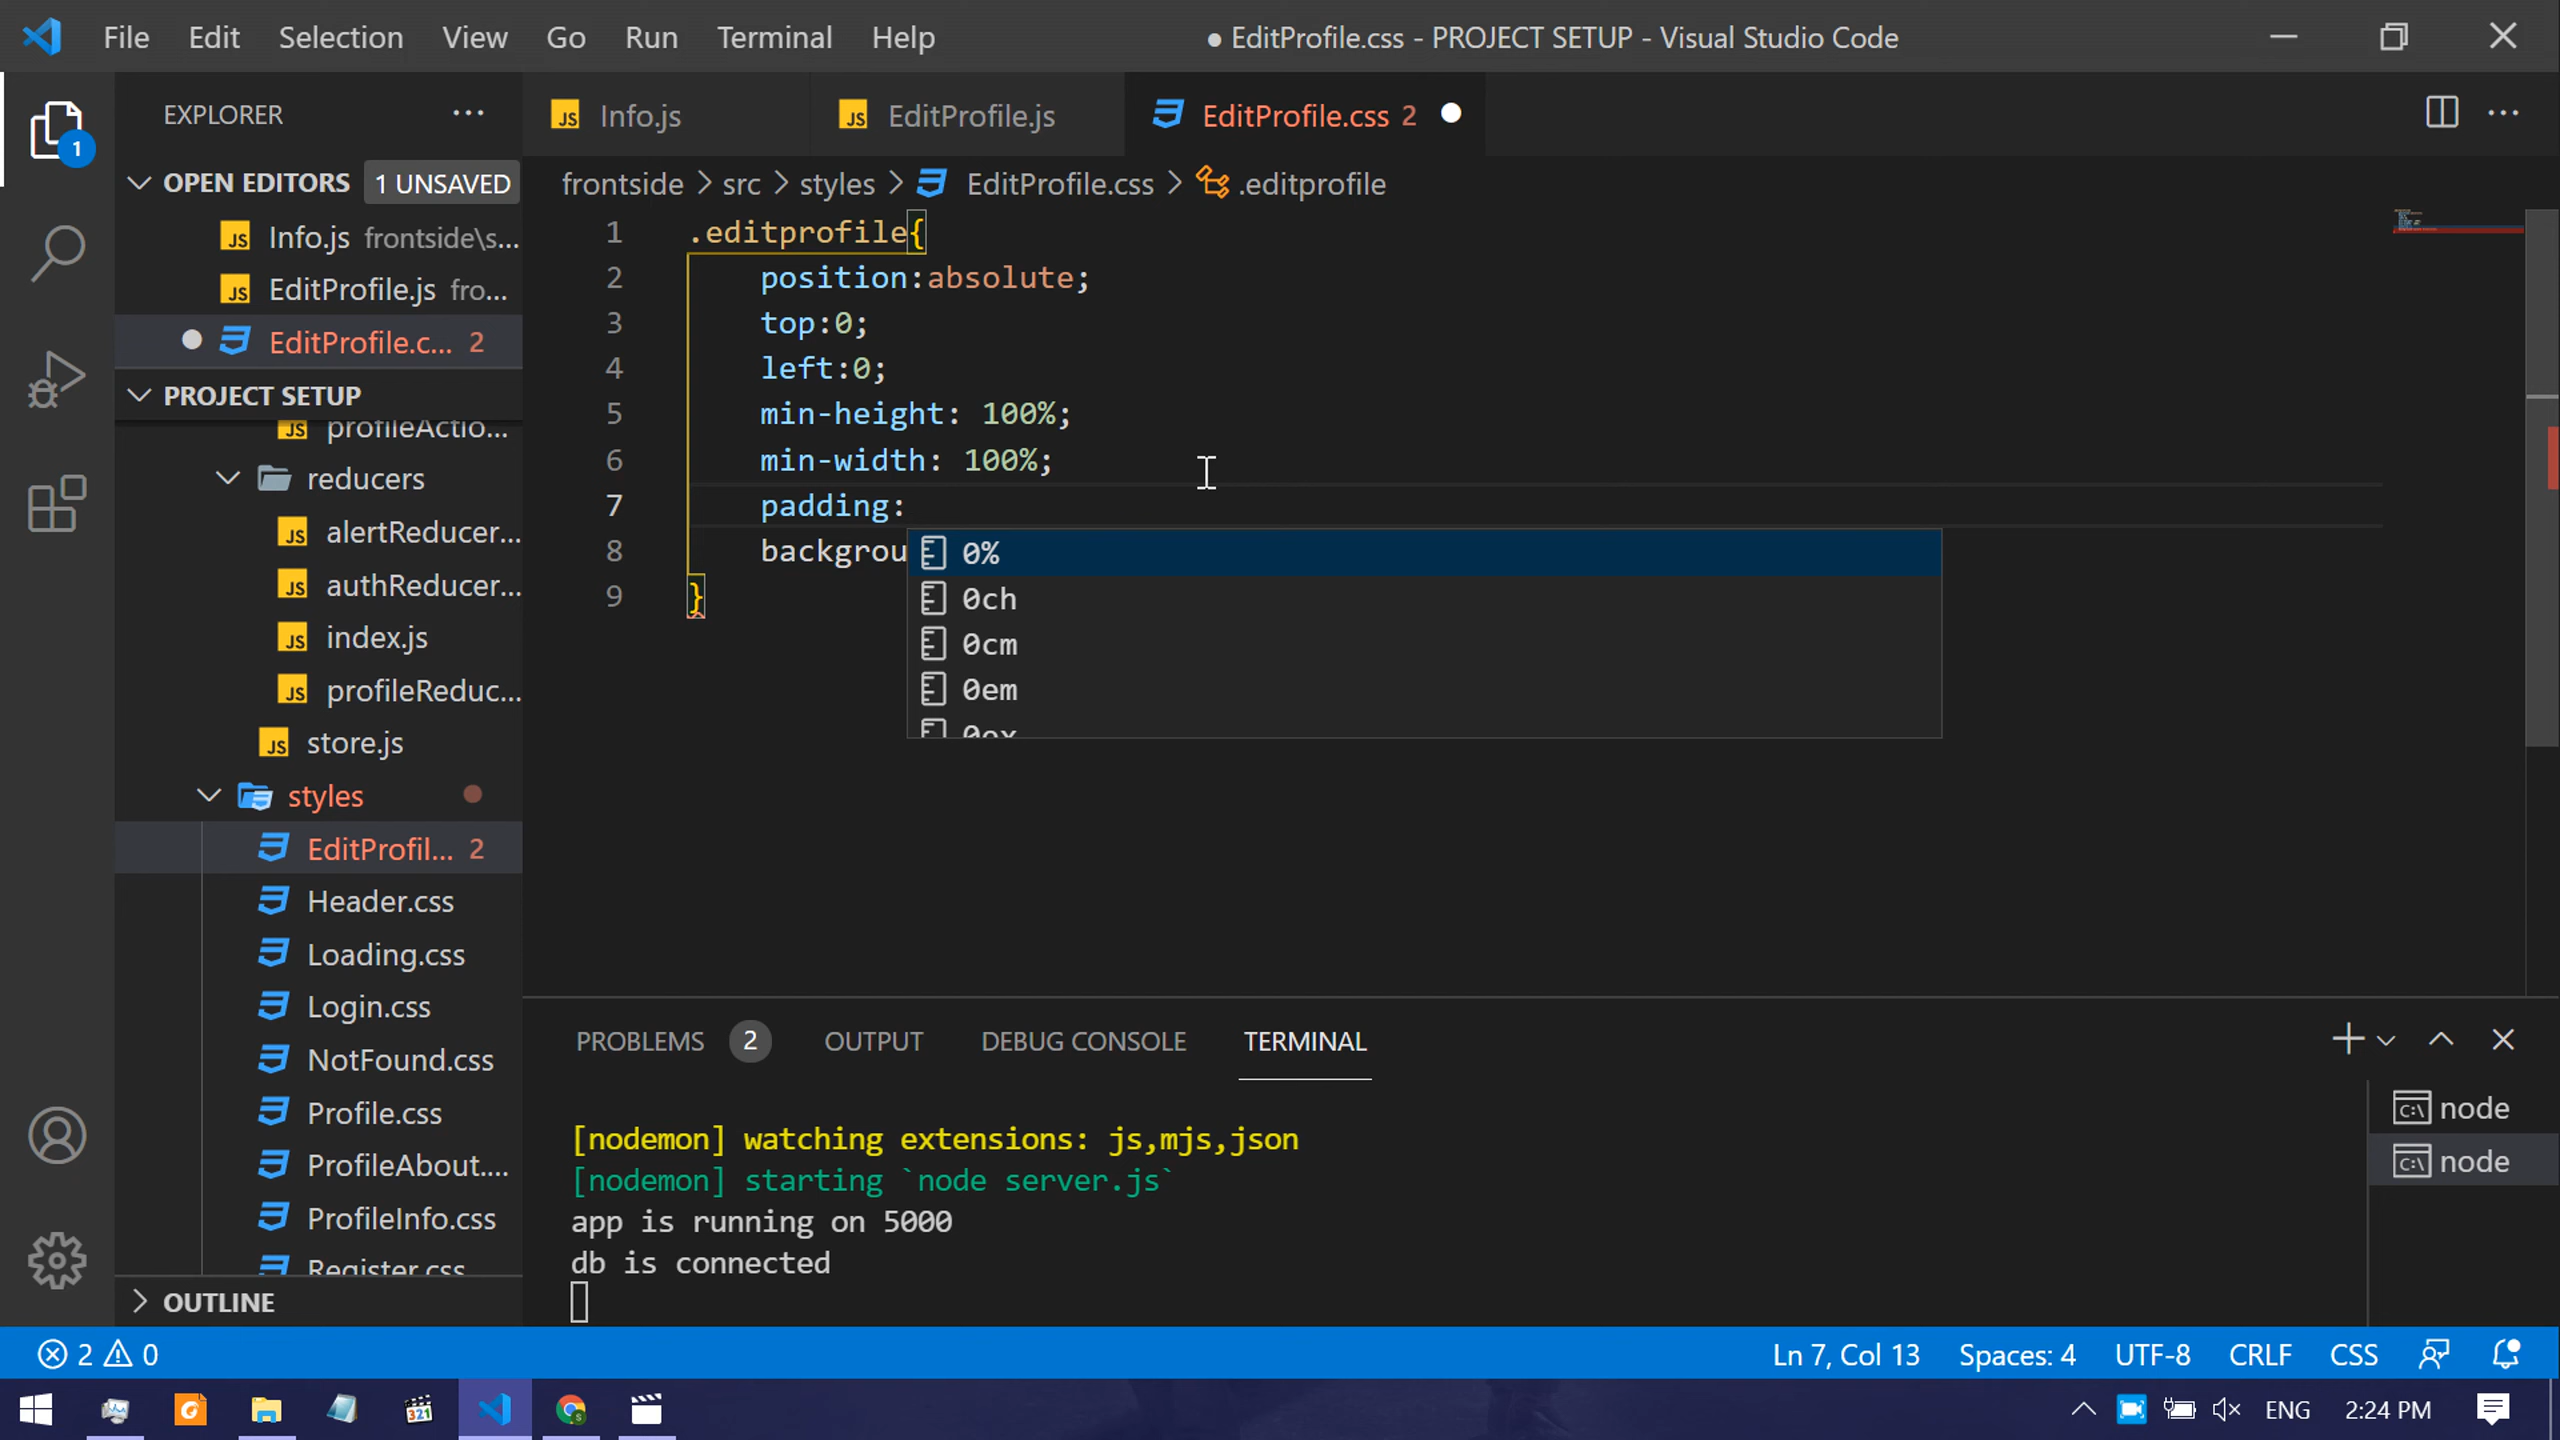 File Edit Selection View Go Run Terminal Help
● EditProfile.css - PROJECT SETUP - Visual Studio Code
EXPLORER
1
OPEN EDITORS 1 UNSAVED
Info.js frontside\s...
EditProfile.js fro...
EditProfile.c... 2
PROJECT SETUP
profileActio...
reducers
alertReducer...
authReducer...
index.js
profileReduc...
store.js
styles
EditProfil... 2
Header.css
Loading.css
Login.css
NotFound.css
Profile.css
ProfileAbout....
ProfileInfo.css
Register.css
OUTLINE
Info.js
EditProfile.js
EditProfile.css 2
frontside > src > styles > EditProfile.css > .editprofile
1 .editprofile{
2 position:absolute;
3 top:0;
4 left:0;
5 min-height: 100%;
6 min-width: 100%;
7 padding:
8 backgrou
9 }
0%
0ch
0cm
0em
0ex
PROBLEMS 2 OUTPUT DEBUG CONSOLE TERMINAL
[nodemon] watching extensions: js,mjs,json
[nodemon] starting `node server.js`
app is running on 5000
db is connected
node
node
2 0
Ln 7, Col 13 Spaces: 4 UTF-8 CRLF CSS
321
ENG 2:24 PM